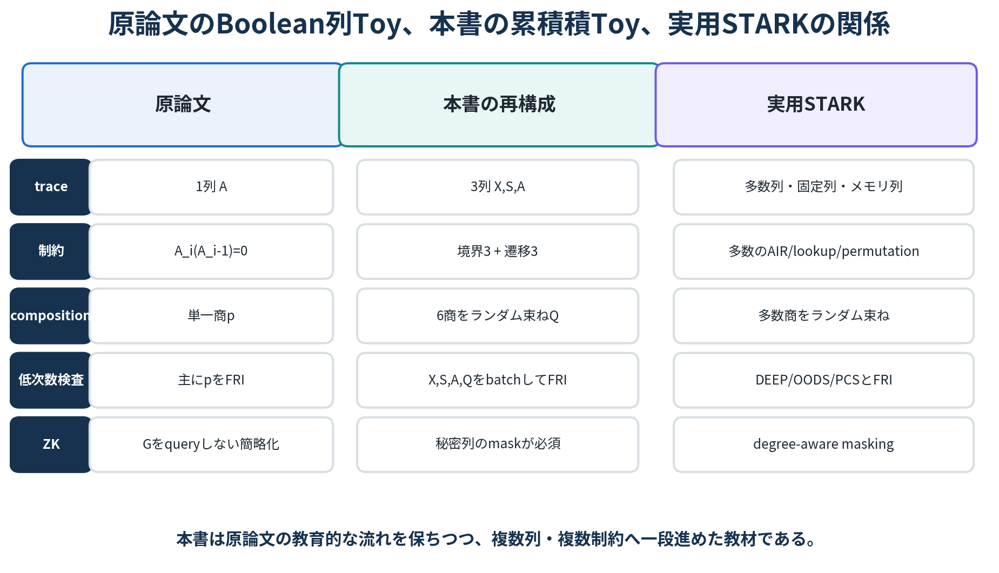 原論文のBoolean列Toy、本書の累積積Toy、実用STARKの関係
原論文
本書の再構成
実用STARK
trace
1列 A
3列 X,S,A
多数列・固定列・メモリ列
制約
A_i(A_i-1)=0
境界3 + 遷移3
多数のAIR/lookup/permutation
composition
単一商p
6商をランダム束ねQ
多数商をランダム束ね
低次数検査
主にpをFRI
X,S,A,QをbatchしてFRI
DEEP/OODS/PCSとFRI
ZK
Gをqueryしない簡略化
秘密列のmaskが必須
degree-aware masking
本書は原論文の教育的な流れを保ちつつ、複数列・複数制約へ一段進めた教材である。